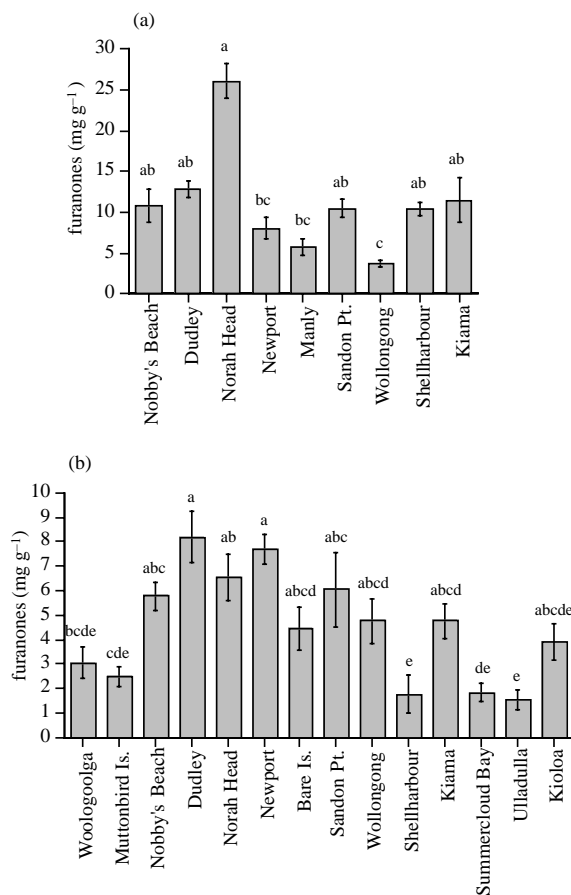 (a)
furanones (mg g⁻¹)
30
25
20
15
10
5
0
ab
ab
a
bc
bc
ab
c
ab
ab
Nobby's Beach
Dudley
Norah Head
Newport
Manly
Sandon Pt.
Wollongong
Shellharbour
Kiama
(b)
furanones (mg g⁻¹)
10
9
8
7
6
5
4
3
2
1
0
bcde
cde
abc
a
ab
a
abcd
abc
abcd
e
abcd
de
e
abcde
Woologoolga
Muttonbird Is.
Nobby's Beach
Dudley
Norah Head
Newport
Bare Is.
Sandon Pt.
Wollongong
Shellharbour
Kiama
Summercloud Bay
Ulladulla
Kioloa